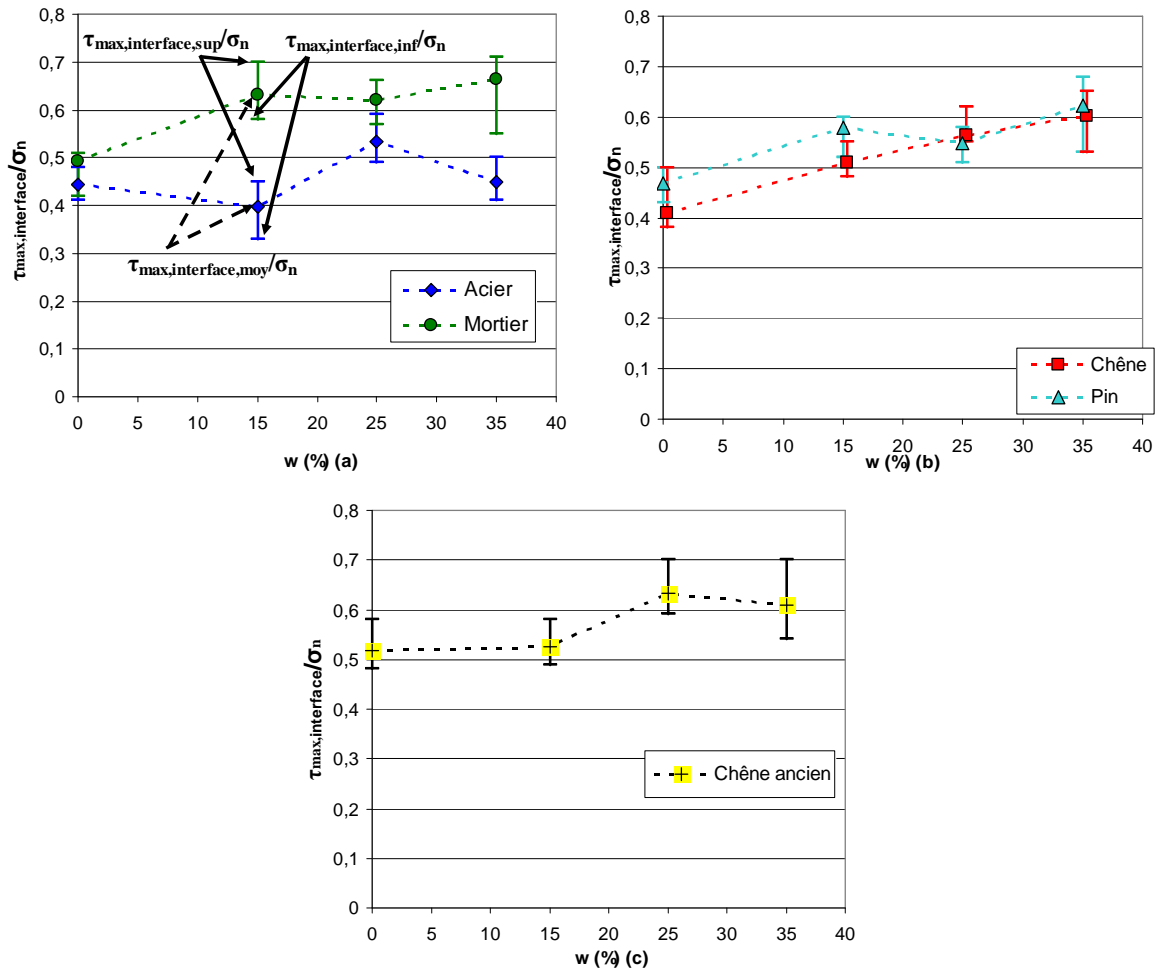 τmax,interface/σn
0,8
0,7
0,6
0,5
0,4
0,3
0,2
0,1
0
τmax,interface,sup/σn
τmax,interface,inf/σn
τmax,interface,moy/σn
Acier
Mortier
0 5 10 15 20 25 30 35 40
w (%) (a)
τmax,interface/σn
0,8
0,7
0,6
0,5
0,4
0,3
0,2
0,1
0
Chêne
Pin
0 5 10 15 20 25 30 35 40
w (%) (b)
τmax,interface/σn
0,8
0,7
0,6
0,5
0,4
0,3
0,2
0,1
0
Chêne ancien
0 5 10 15 20 25 30 35 40
w (%) (c)